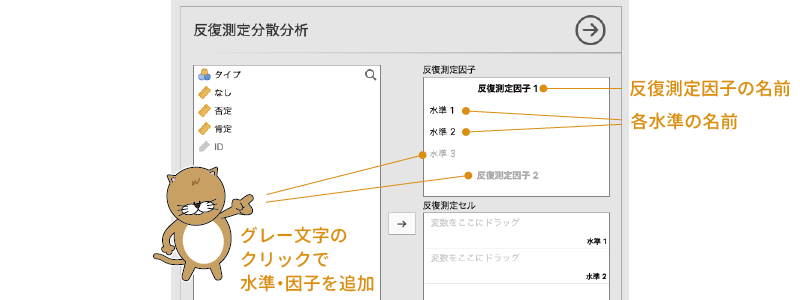 反復測定分散分析
タイプ
なし
否定
肯定
ID
反復測定因子
反復測定因子 1
水準 1
水準 2
水準 3
反復測定因子 2
反復測定セル
変数をここにドラッグ
水準 1
変数をここにドラッグ
水準 2
反復測定因子の名前
各水準の名前
グレー文字の
クリックで
水準・因子を追加